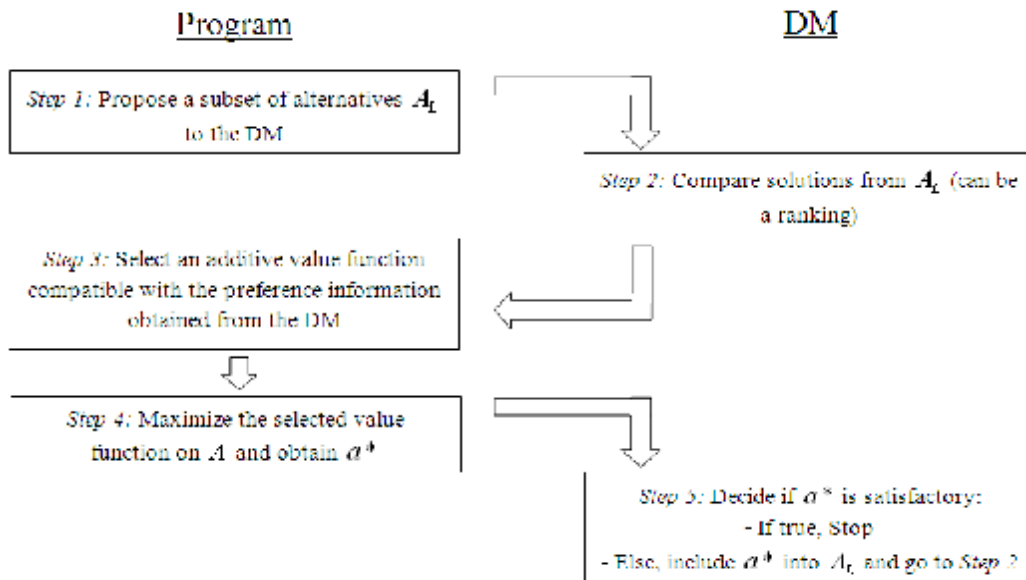 Program
DM
Step 1: Propose a subset of alternatives A_L
to the DM
Step 2: Compare solutions from A_L (can be
a ranking)
Step 3: Select an additive value function
compatible with the preference information
obtained from the DM
Step 4: Maximize the selected value
function on A and obtain a*
Step 5: Decide if a* is satisfactory:
- If true, Stop
- Else, include a* into A_L and go to Step 2